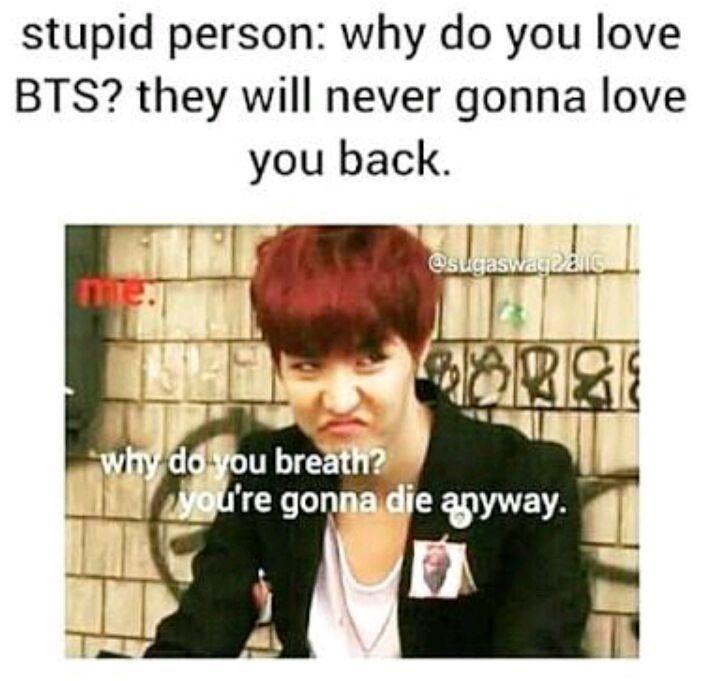 stupid person: why do you love
BTS? they will never gonna love
you back.
@sugaswag2811G
me:
why do you breath?
you're gonna die anyway.